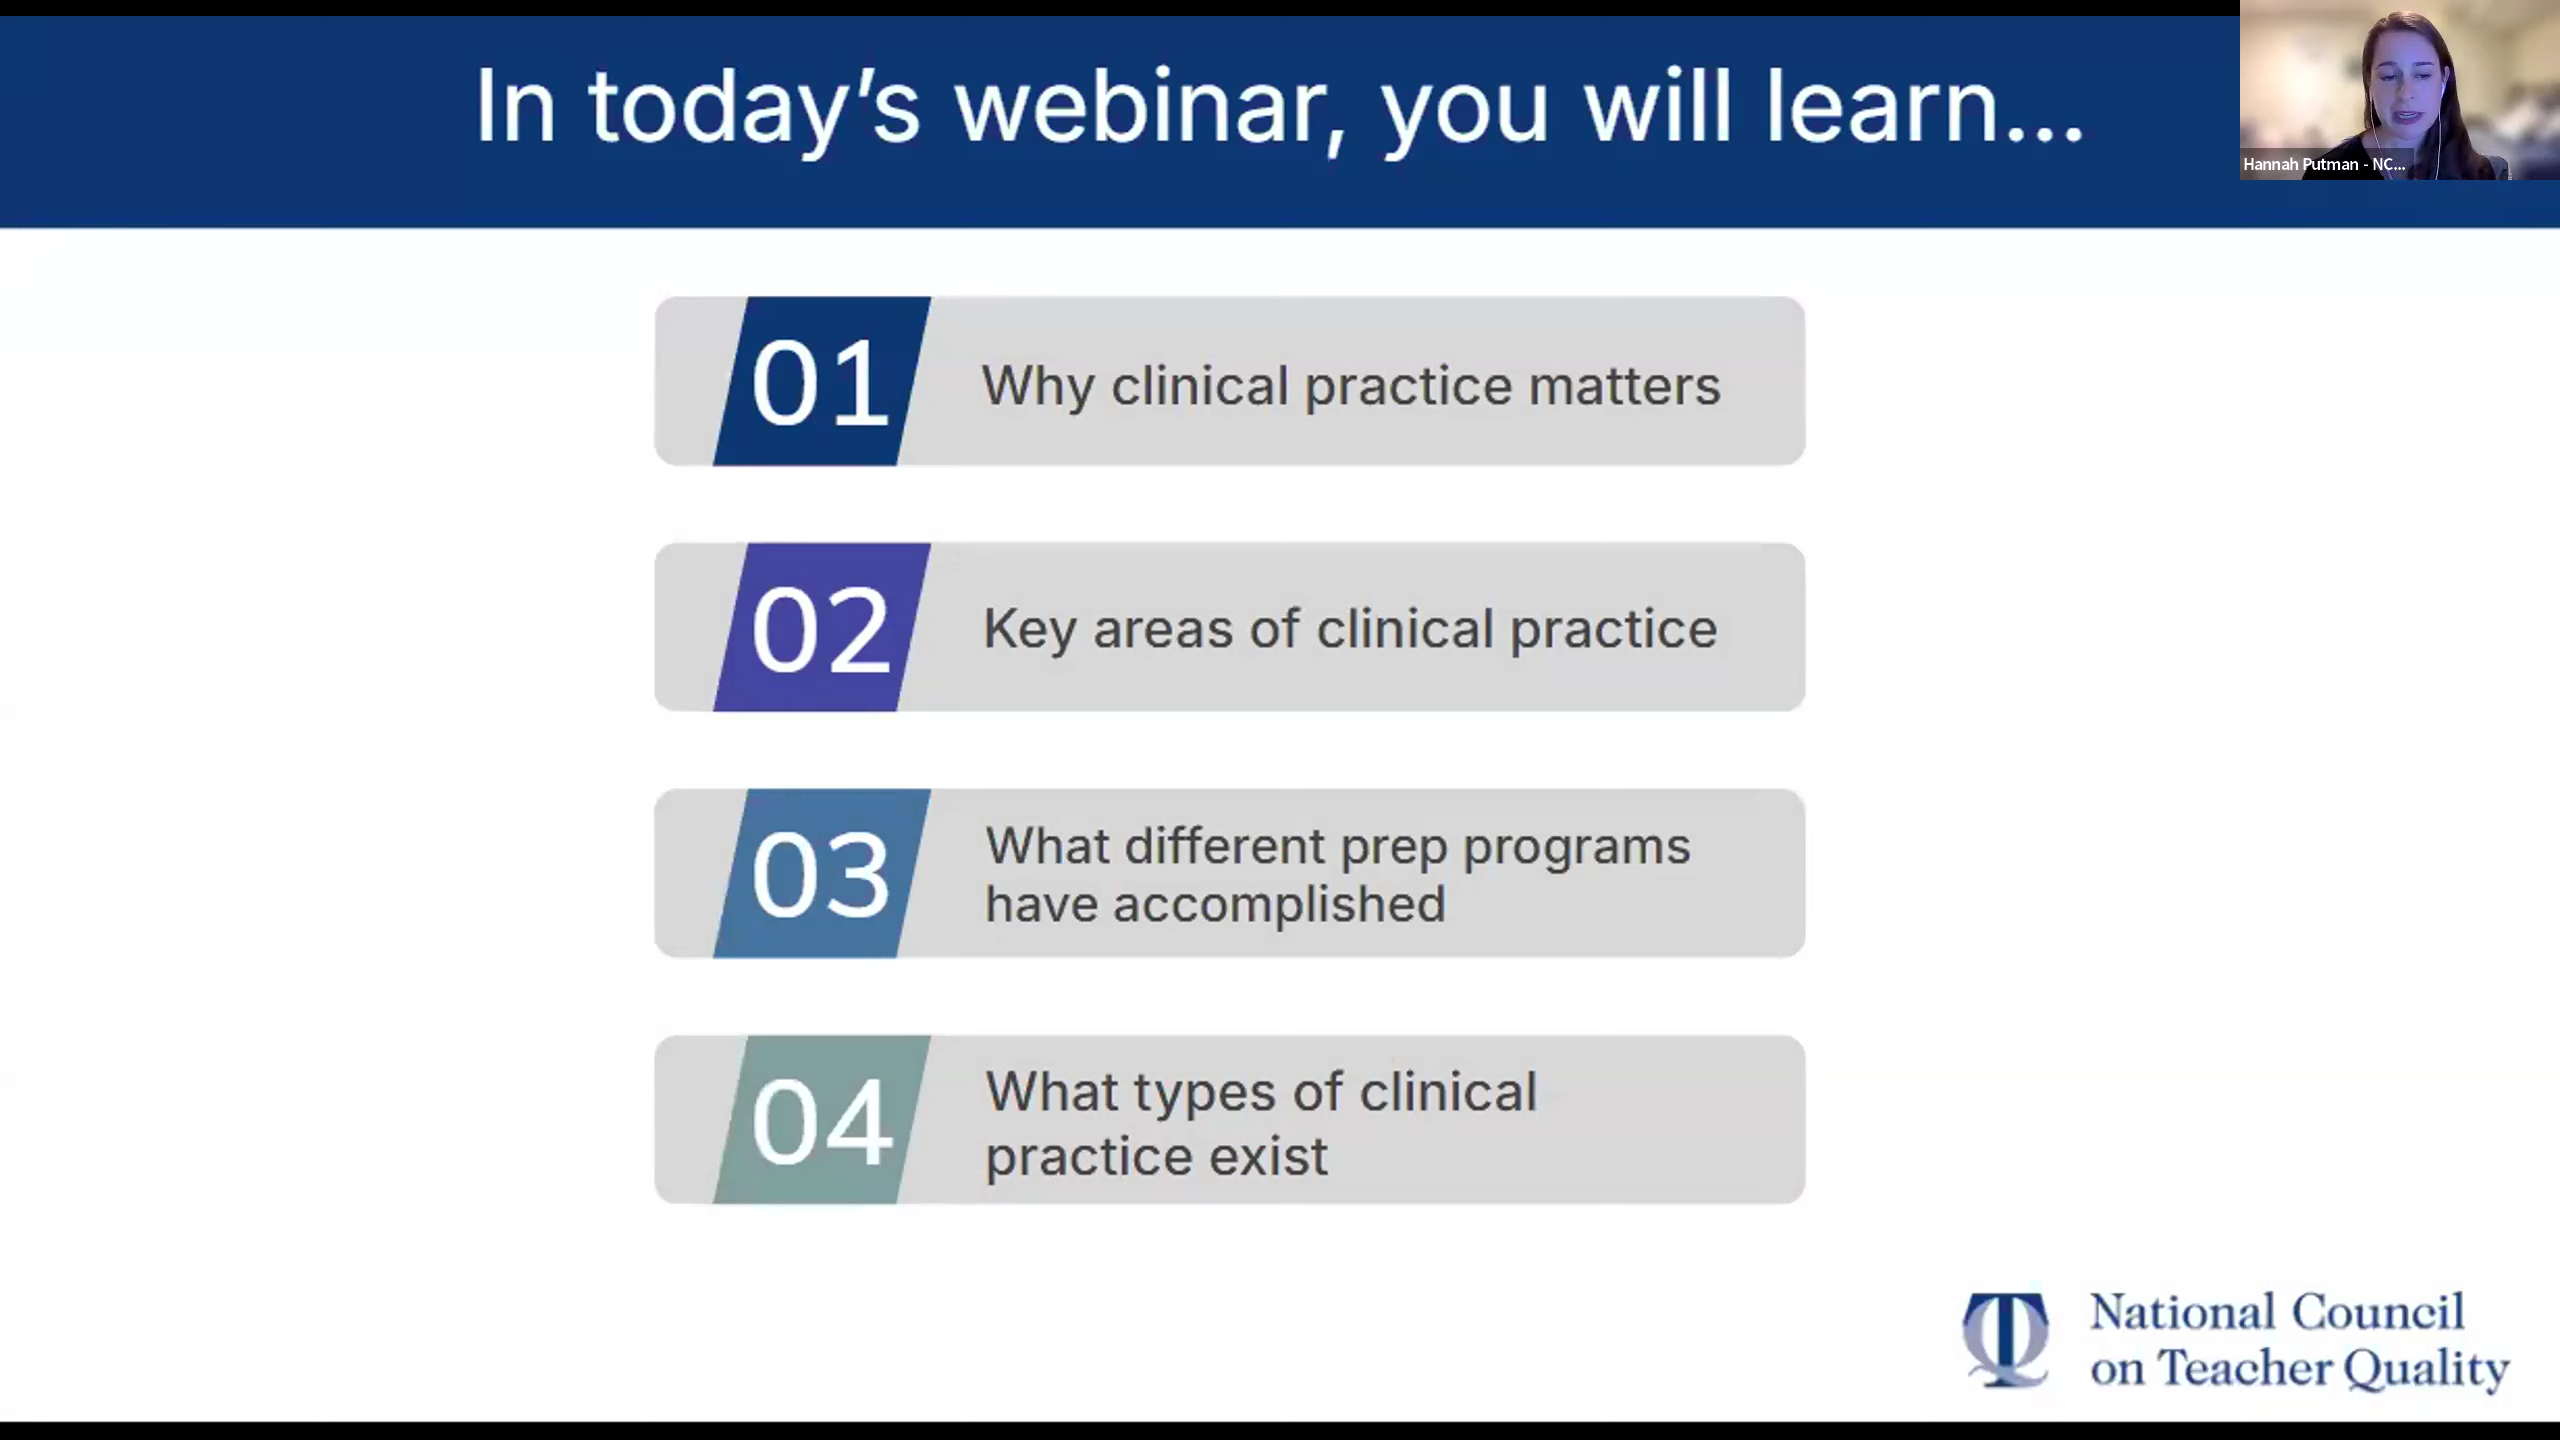 In today’s webinar, you will learn...
Hannah Putman - NC...
01
Why clinical practice matters
02
Key areas of clinical practice
03
What different prep programs
have accomplished
04
What types of clinical
practice exist
National Council
on Teacher Quality